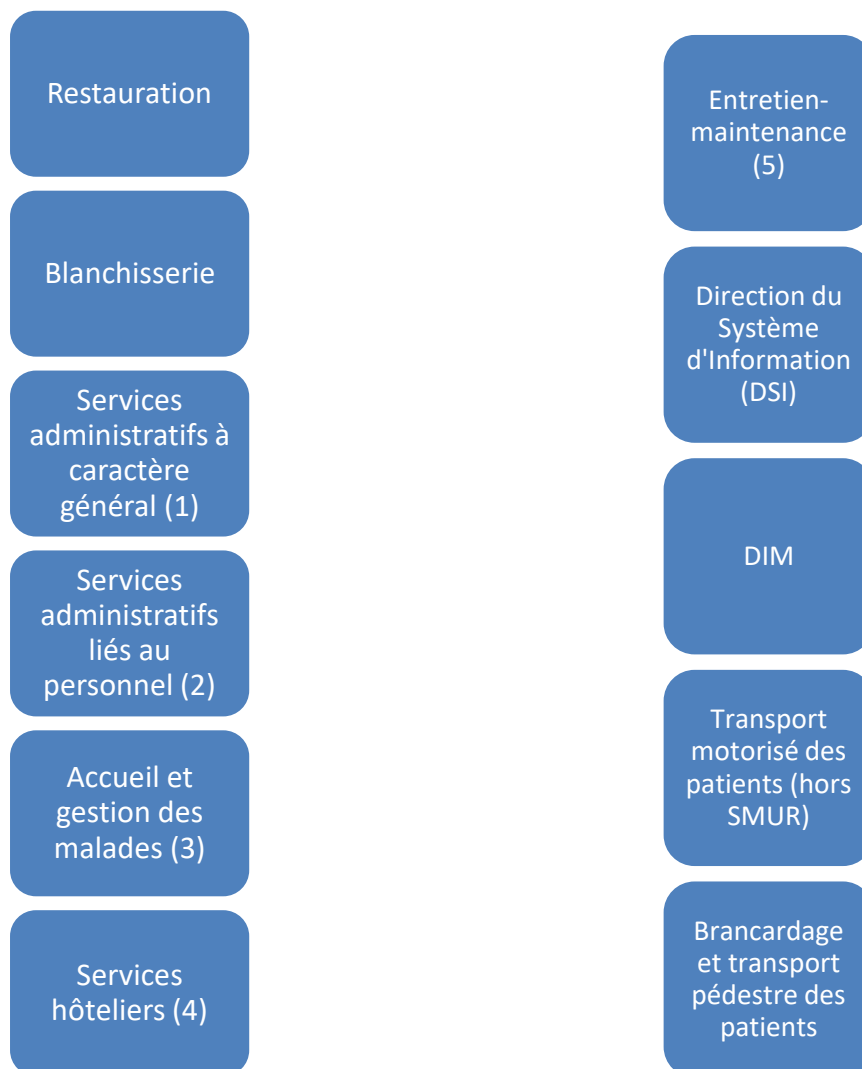 Restauration
Blanchisserie
Services
administratifs à
caractère
général (1)
Services
administratifs
liés au
personnel (2)
Accueil et
gestion des
malades (3)
Services
hôteliers (4)
Entretien-
maintenance
(5)
Direction du
Système
d'Information
(DSI)
DIM
Transport
motorisé des
patients (hors
SMUR)
Brancardage
et transport
pédestre des
patients